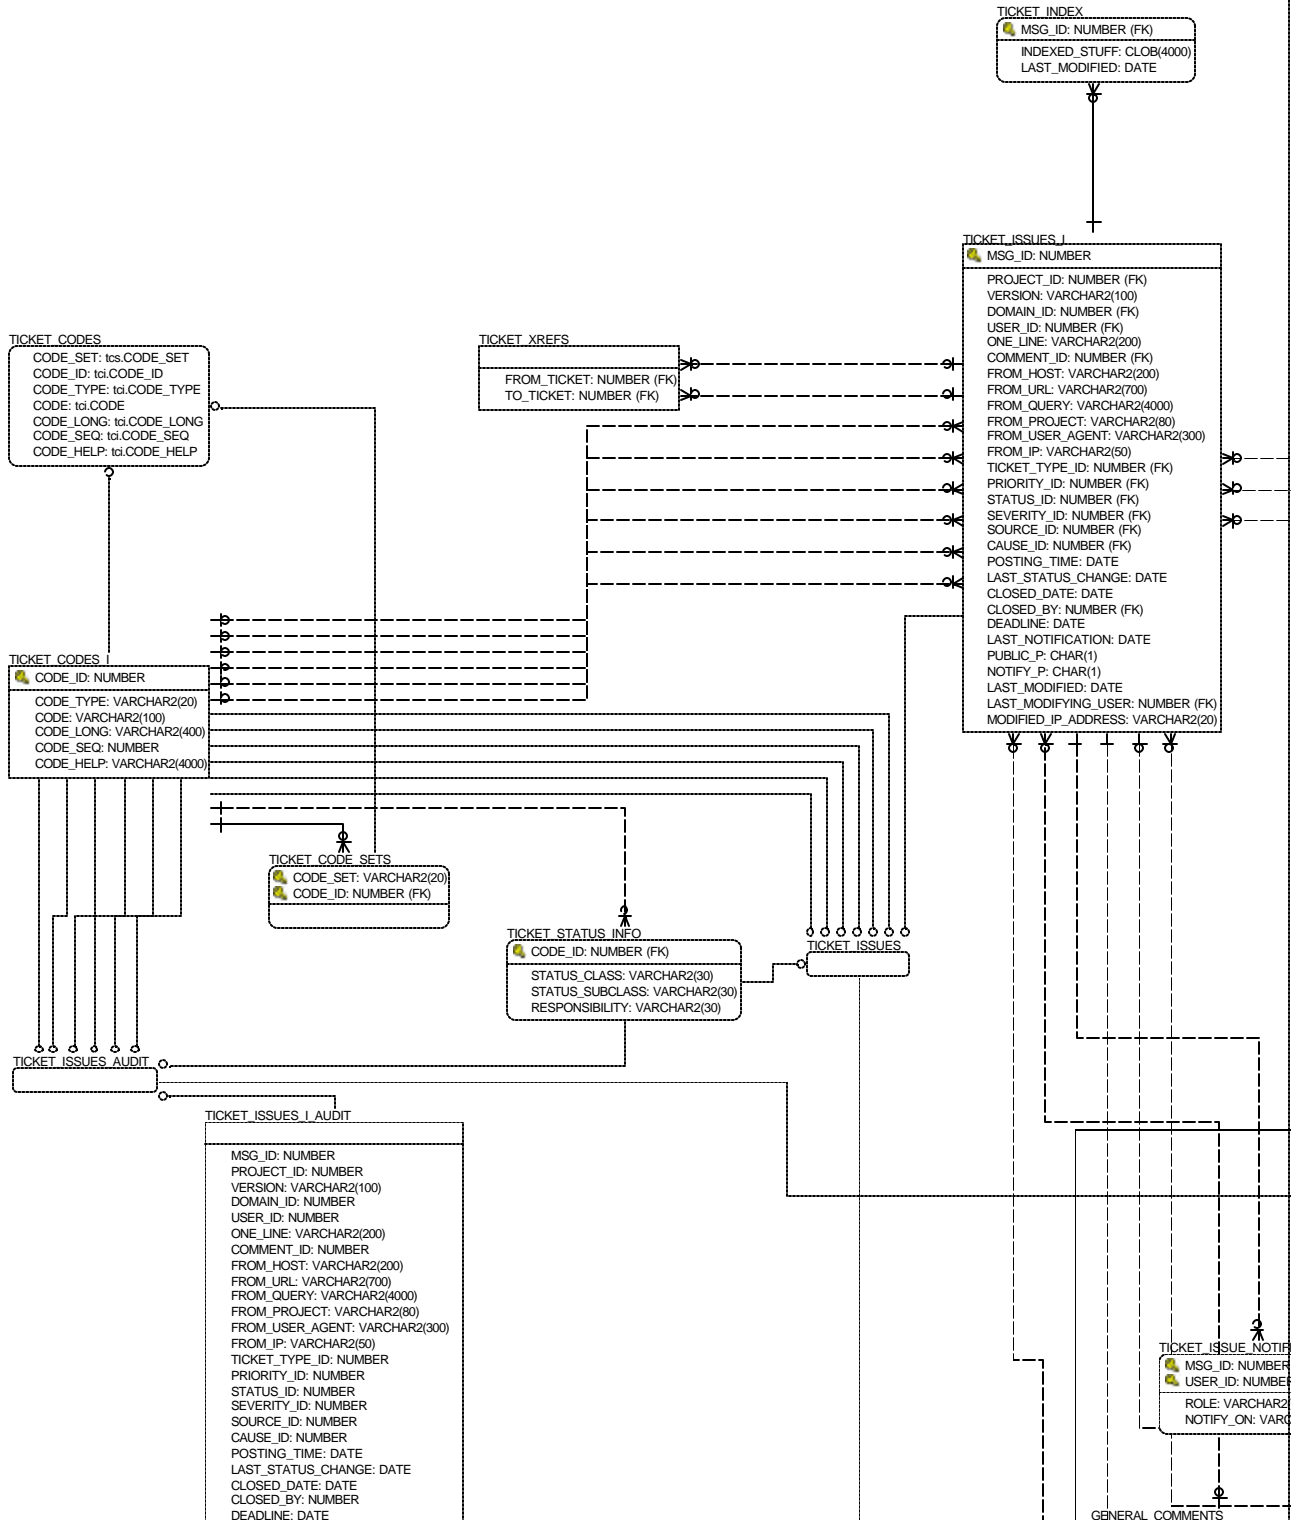 TICKET_INDEX
MSG_ID: NUMBER (FK)
INDEXED_STUFF: CLOB(4000)
LAST_MODIFIED: DATE
TICKET_ISSUES_I
MSG_ID: NUMBER
PROJECT_ID: NUMBER (FK)
VERSION: VARCHAR2(100)
DOMAIN_ID: NUMBER (FK)
USER_ID: NUMBER (FK)
ONE_LINE: VARCHAR2(200)
COMMENT_ID: NUMBER (FK)
FROM_HOST: VARCHAR2(200)
FROM_URL: VARCHAR2(700)
FROM_QUERY: VARCHAR2(4000)
FROM_PROJECT: VARCHAR2(80)
FROM_USER_AGENT: VARCHAR2(300)
FROM_IP: VARCHAR2(50)
TICKET_TYPE_ID: NUMBER (FK)
PRIORITY_ID: NUMBER (FK)
STATUS_ID: NUMBER (FK)
SEVERITY_ID: NUMBER (FK)
SOURCE_ID: NUMBER (FK)
CAUSE_ID: NUMBER (FK)
POSTING_TIME: DATE
LAST_STATUS_CHANGE: DATE
CLOSED_DATE: DATE
CLOSED_BY: NUMBER (FK)
DEADLINE: DATE
LAST_NOTIFICATION: DATE
PUBLIC_P: CHAR(1)
NOTIFY_P: CHAR(1)
LAST_MODIFIED: DATE
LAST_MODIFYING_USER: NUMBER (FK)
MODIFIED_IP_ADDRESS: VARCHAR2(20)
TICKET_CODES
CODE_SET: tcs.CODE_SET
CODE_ID: tci.CODE_ID
CODE_TYPE: tci.CODE_TYPE
CODE: tci.CODE
CODE_LONG: tci.CODE_LONG
CODE_SEQ: tci.CODE_SEQ
CODE_HELP: tci.CODE_HELP
TICKET_XREFS
FROM_TICKET: NUMBER (FK)
TO_TICKET: NUMBER (FK)
TICKET_CODES_I
CODE_ID: NUMBER
CODE_TYPE: VARCHAR2(20)
CODE: VARCHAR2(100)
CODE_LONG: VARCHAR2(400)
CODE_SEQ: NUMBER
CODE_HELP: VARCHAR2(4000)
TICKET_CODE_SETS
CODE_SET: VARCHAR2(20)
CODE_ID: NUMBER (FK)
TICKET_STATUS_INFO
CODE_ID: NUMBER (FK)
STATUS_CLASS: VARCHAR2(30)
STATUS_SUBCLASS: VARCHAR2(30)
RESPONSIBILITY: VARCHAR2(30)
TICKET_ISSUES
TICKET_ISSUES_AUDIT
TICKET_ISSUES_I_AUDIT
MSG_ID: NUMBER
PROJECT_ID: NUMBER
VERSION: VARCHAR2(100)
DOMAIN_ID: NUMBER
USER_ID: NUMBER
ONE_LINE: VARCHAR2(200)
COMMENT_ID: NUMBER
FROM_HOST: VARCHAR2(200)
FROM_URL: VARCHAR2(700)
FROM_QUERY: VARCHAR2(4000)
FROM_PROJECT: VARCHAR2(80)
FROM_USER_AGENT: VARCHAR2(300)
FROM_IP: VARCHAR2(50)
TICKET_TYPE_ID: NUMBER
PRIORITY_ID: NUMBER
STATUS_ID: NUMBER
SEVERITY_ID: NUMBER
SOURCE_ID: NUMBER
CAUSE_ID: NUMBER
POSTING_TIME: DATE
LAST_STATUS_CHANGE: DATE
CLOSED_DATE: DATE
CLOSED_BY: NUMBER
DEADLINE: DATE
TICKET_ISSUE_NOTIF
MSG_ID: NUMBER
USER_ID: NUMBE
ROLE: VARCHAR2
NOTIFY_ON: VARC
GENERAL_COMMENTS